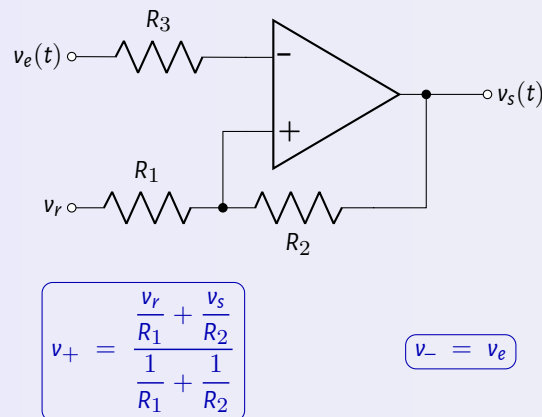 R₃
vₑ(t)
−
vₛ(t)
+
R₁
vᵣ
R₂
v₊ = (vᵣ/R₁ + vₛ/R₂) / (1/R₁ + 1/R₂)
v₋ = vₑ